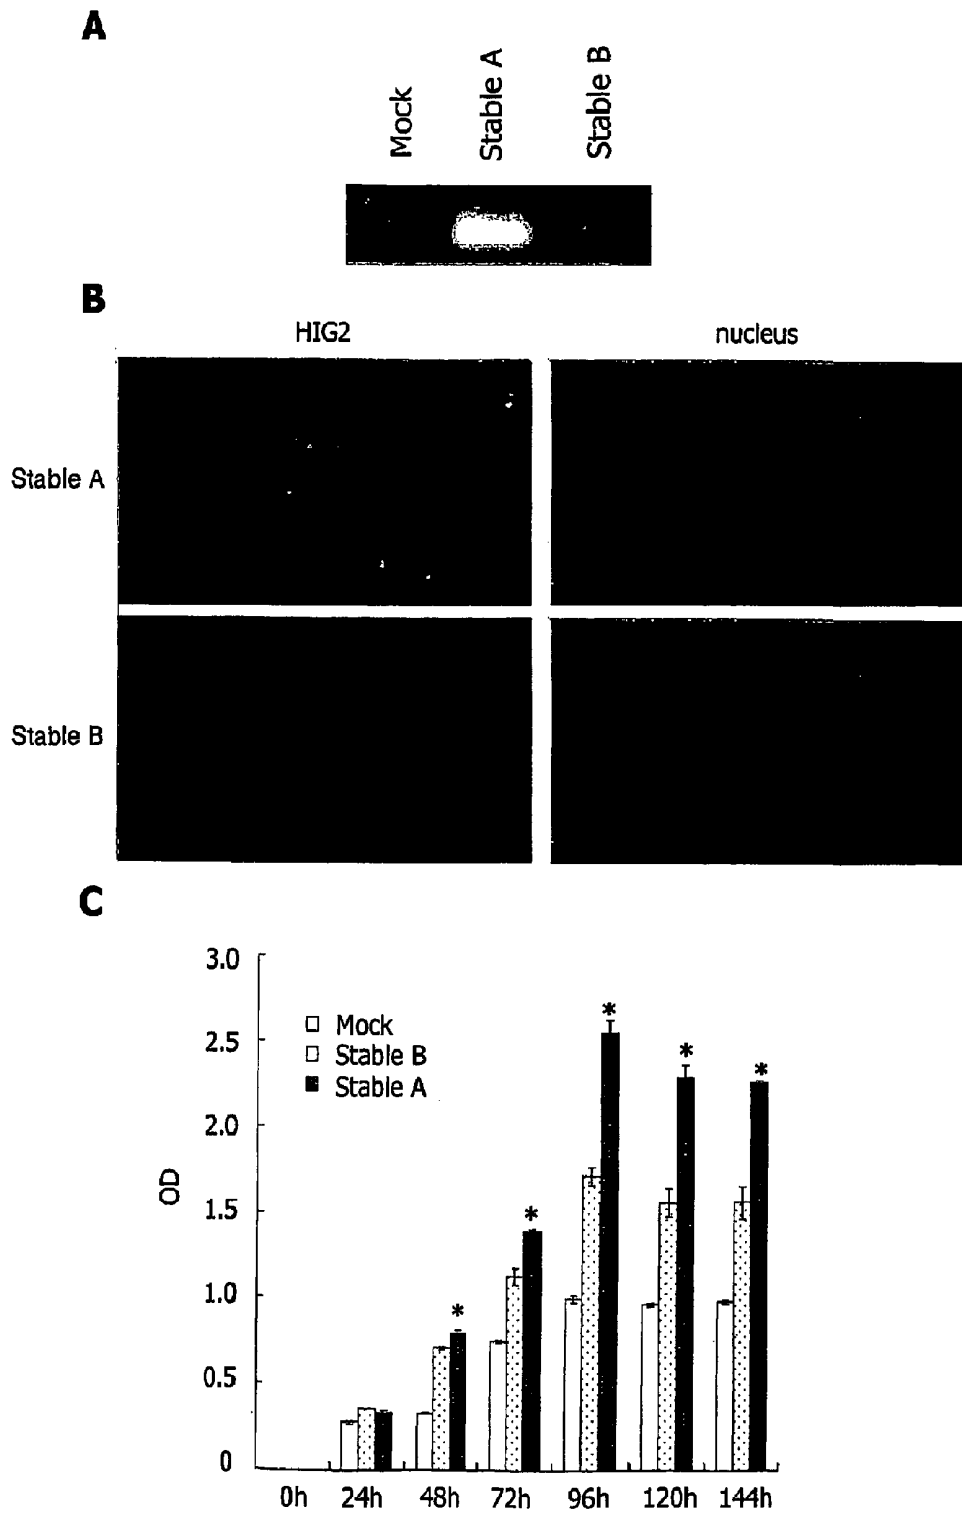 A
Mock
Stable A
Stable B
B
HIG2
nucleus
Stable A
Stable B
C
3.0
2.5
2.0
1.5
1.0
0.5
0
OD
Mock
Stable B
Stable A
*
*
*
*
*
0h 24h 48h 72h 96h 120h 144h